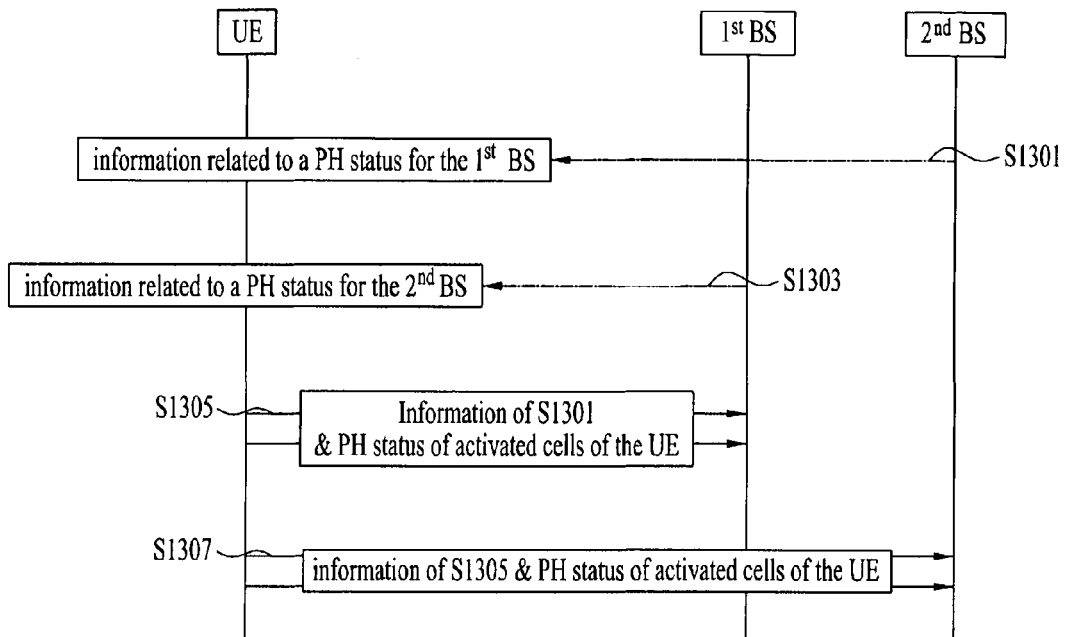 UE
1st BS
2nd BS
information related to a PH status for the 1st BS
S1301
information related to a PH status for the 2nd BS
S1303
S1305
Information of S1301
& PH status of activated cells of the UE
S1307
information of S1305 & PH status of activated cells of the UE